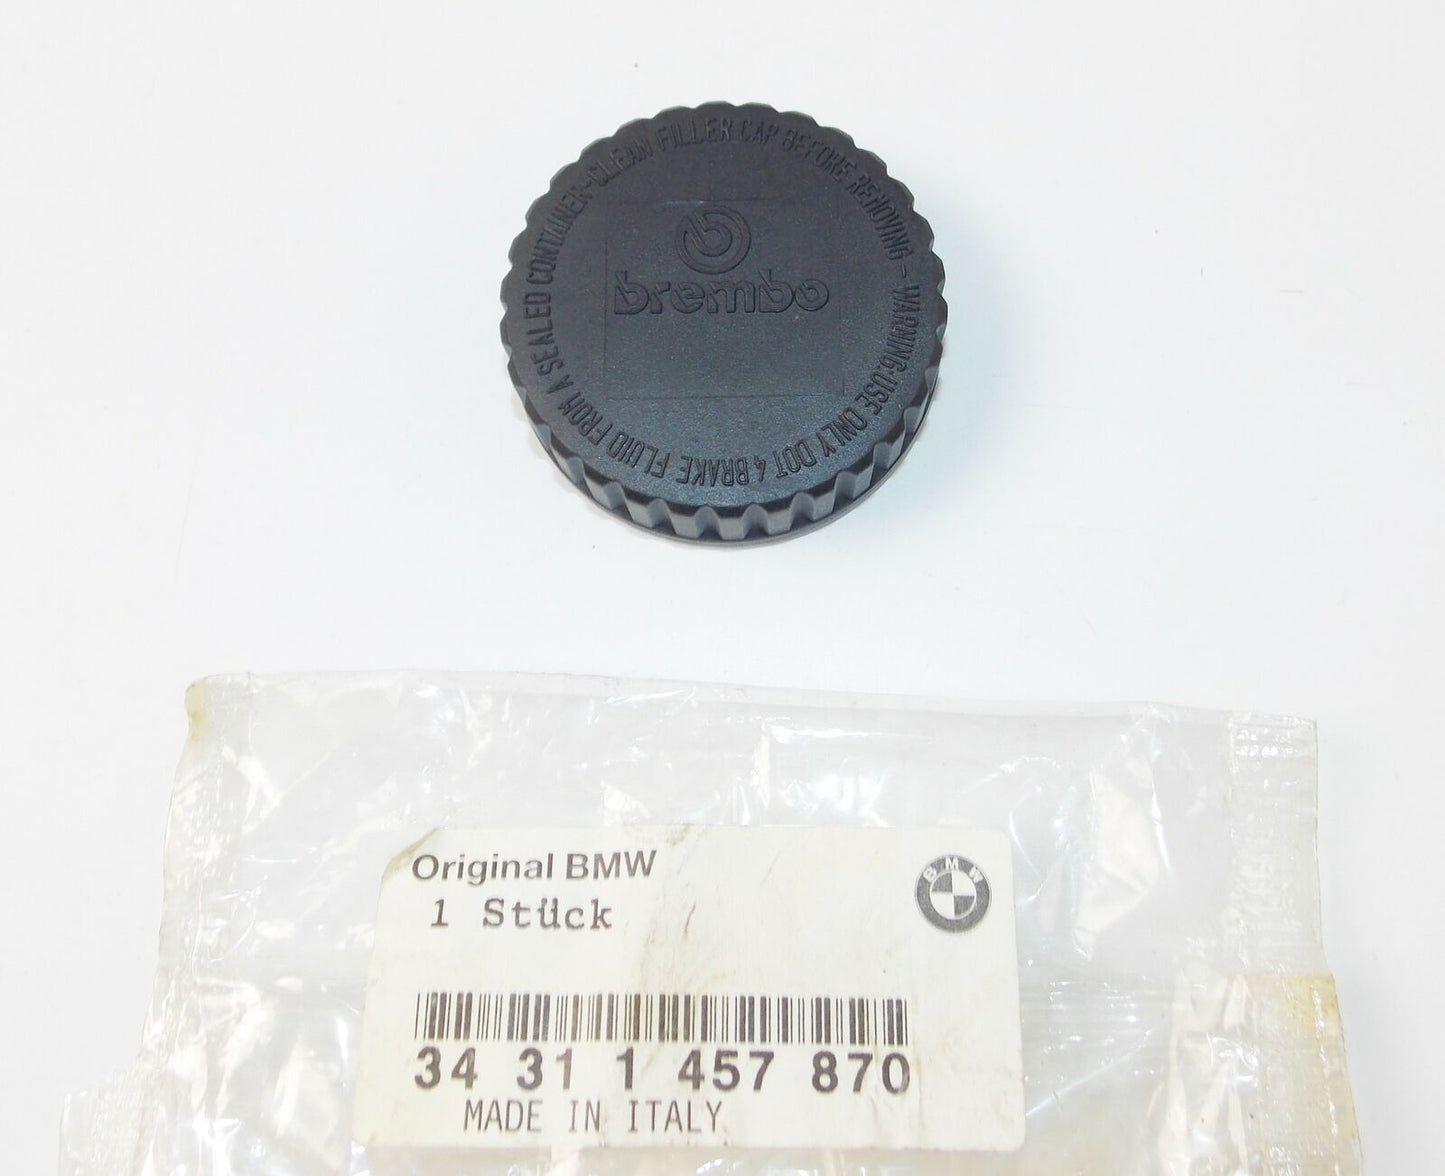 CLEAN FILLER CAP BEFORE REMOVING - WARNING:USE ONLY DOT 4 BRAKE FLUID FROM A SEALED CONTAINER-
brembo
Original BMW
1 Stück
BMW
34 31 1 457 870
MADE IN ITALY